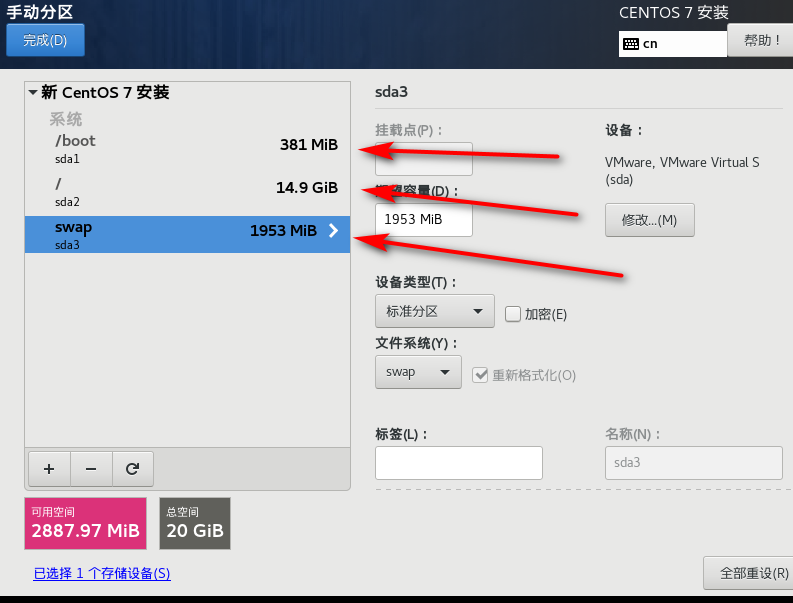 手动分区
CENTOS 7 安装
完成(D)
cn
帮助！
新 CentOS 7 安装
系统
/boot
381 MiB
sda1
/
14.9 GiB
sda2
swap
1953 MiB
sda3
sda3
挂载点(P)：
设备：
VMware, VMware Virtual S
(sda)
容量(D)：
1953 MiB
修改...(M)
设备类型(T)：
标准分区
加密(E)
文件系统(Y)：
swap
重新格式化(O)
标签(L)：
名称(N)：
sda3
+
−
可用空间
2887.97 MiB
总空间
20 GiB
已选择 1 个存储设备(S)
全部重设(R)